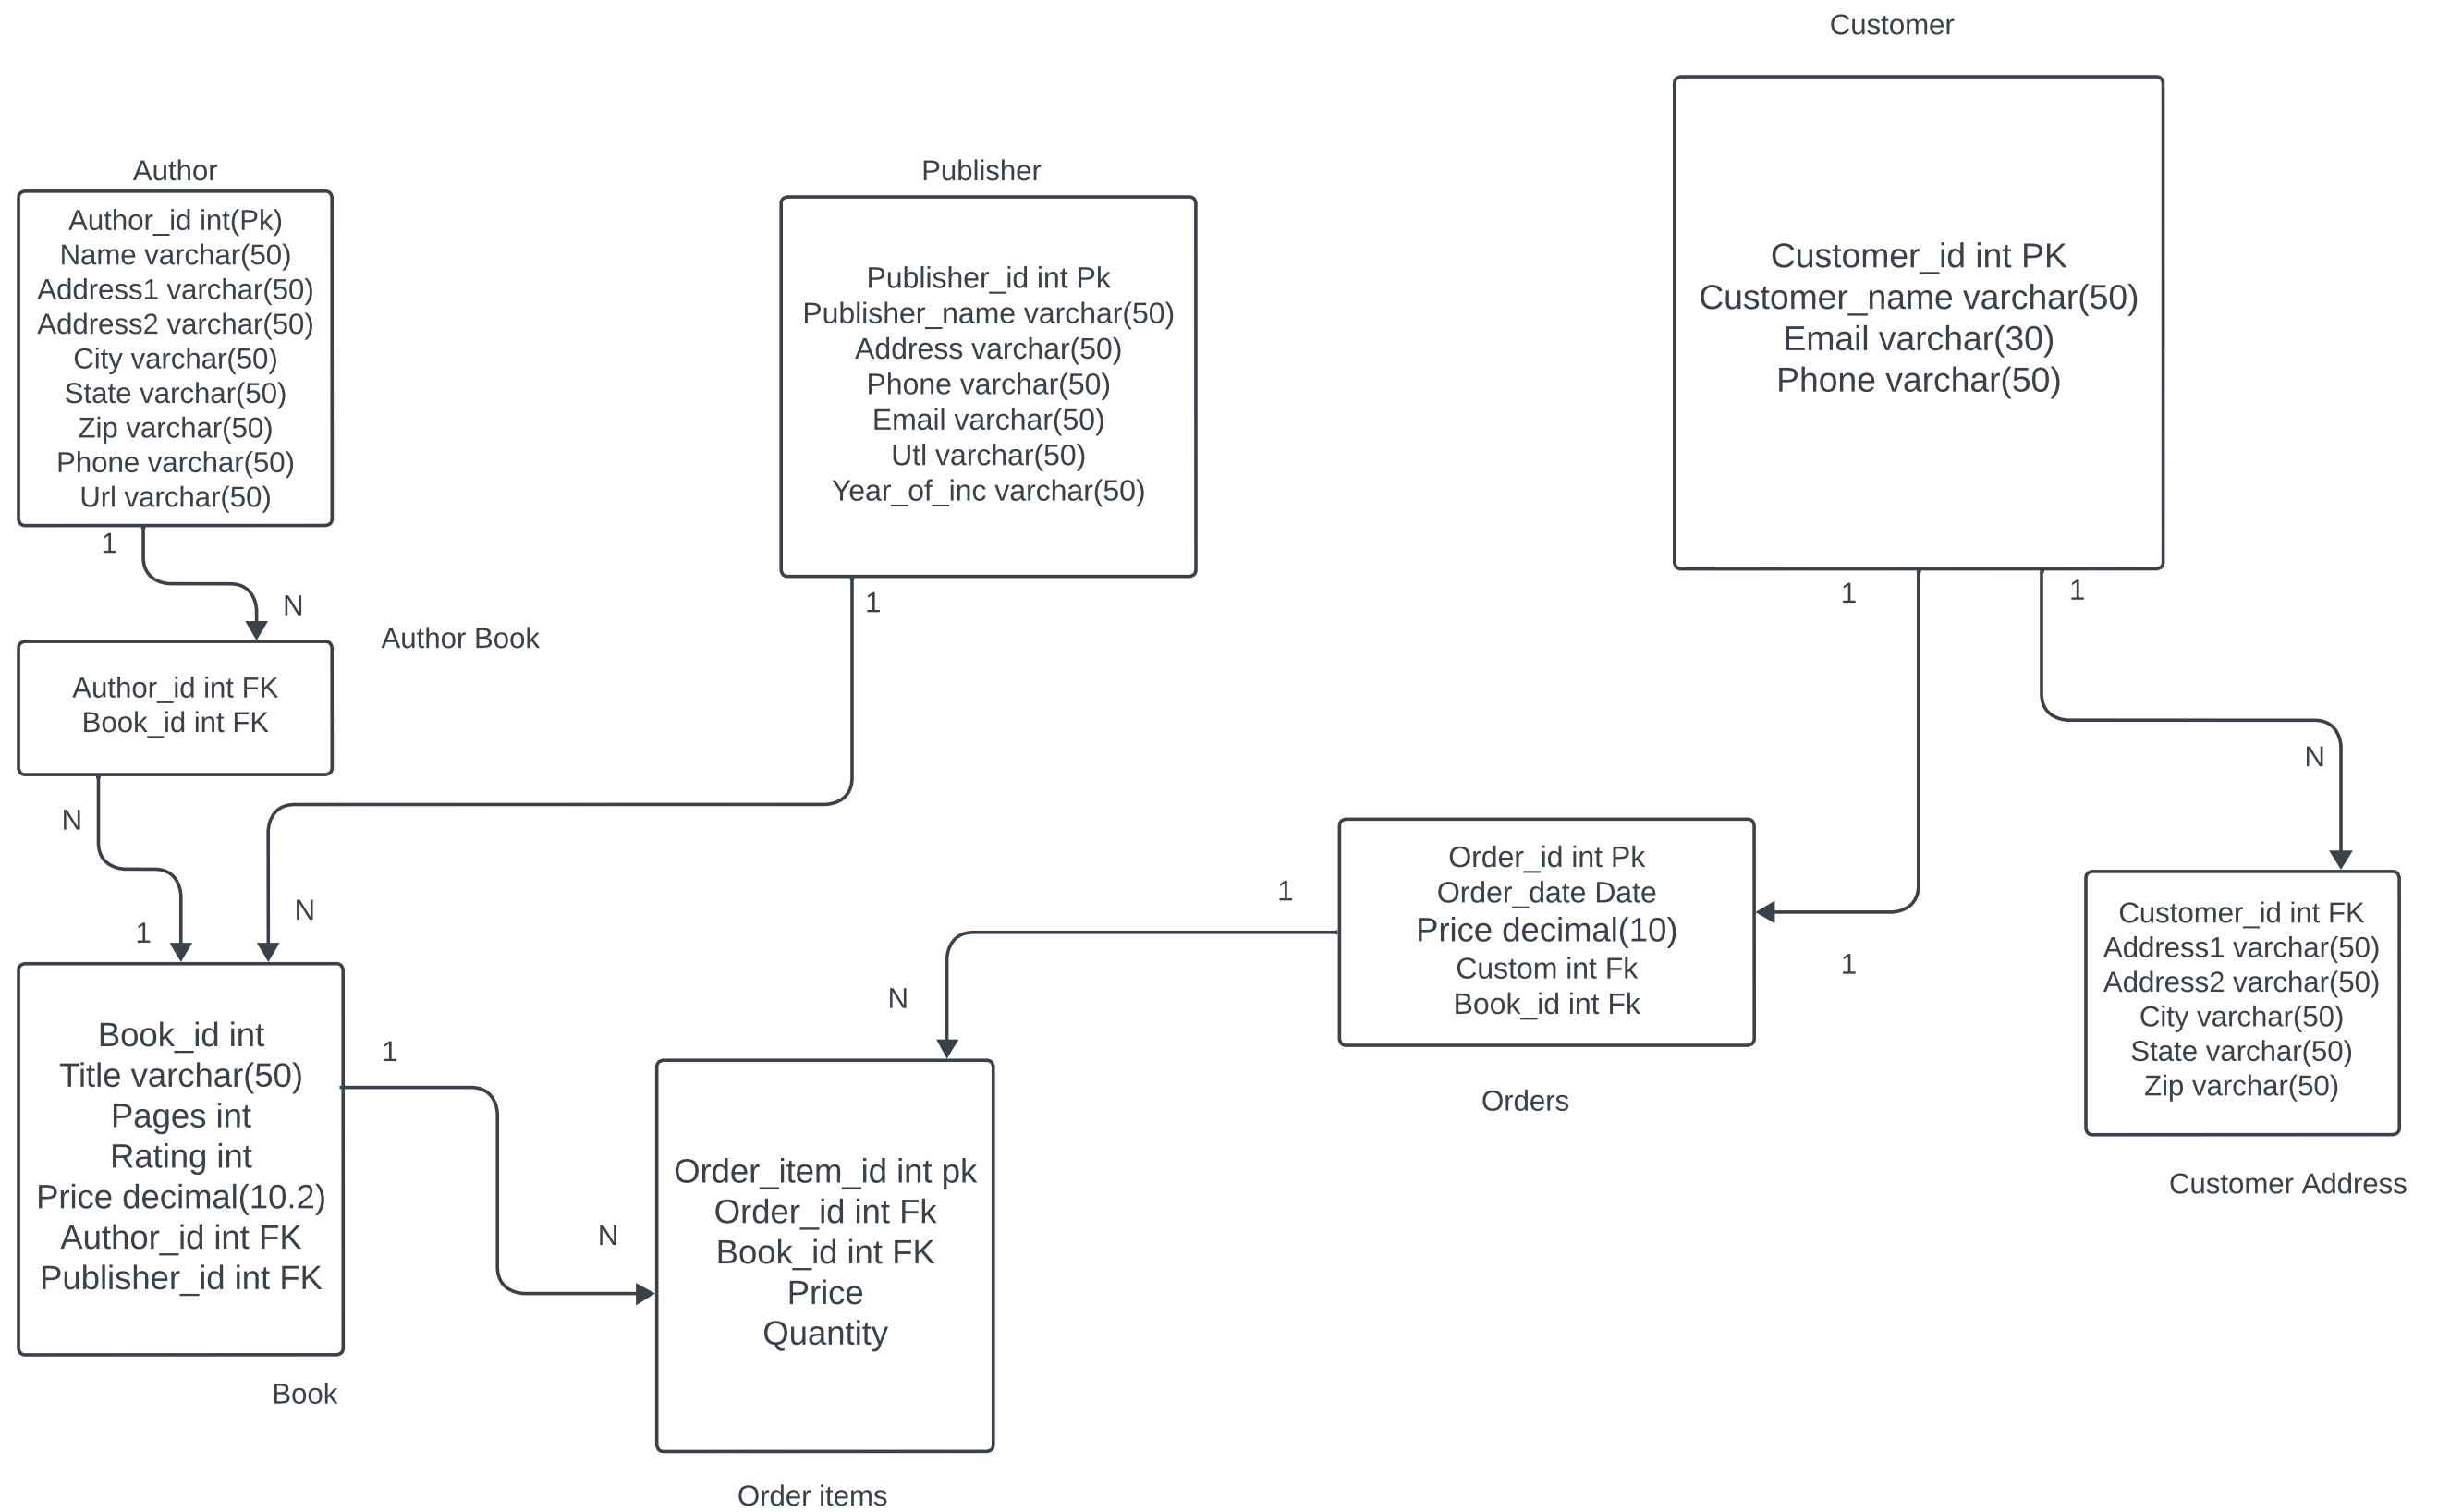 Customer
Customer_id int PK
Customer_name varchar(50)
Email varchar(30)
Phone varchar(50)
Author
Author_id int(Pk)
Name varchar(50)
Address1 varchar(50)
Address2 varchar(50)
City varchar(50)
State varchar(50)
Zip varchar(50)
Phone varchar(50)
Url varchar(50)
Publisher
Publisher_id int Pk
Publisher_name varchar(50)
Address varchar(50)
Phone varchar(50)
Email varchar(50)
Utl varchar(50)
Year_of_inc varchar(50)
1
N
1
1
1
Author Book
Author_id int FK
Book_id int FK
N
1
N
N
1
N
1
Order_id int Pk
Order_date Date
Price decimal(10)
Custom int Fk
Book_id int Fk
Orders
Customer_id int FK
Address1 varchar(50)
Address2 varchar(50)
City varchar(50)
State varchar(50)
Zip varchar(50)
Customer Address
Book_id int
Title varchar(50)
Pages int
Rating int
Price decimal(10.2)
Author_id int FK
Publisher_id int FK
Book
1
N
Order_item_id int pk
Order_id int Fk
Book_id int FK
Price
Quantity
Order items